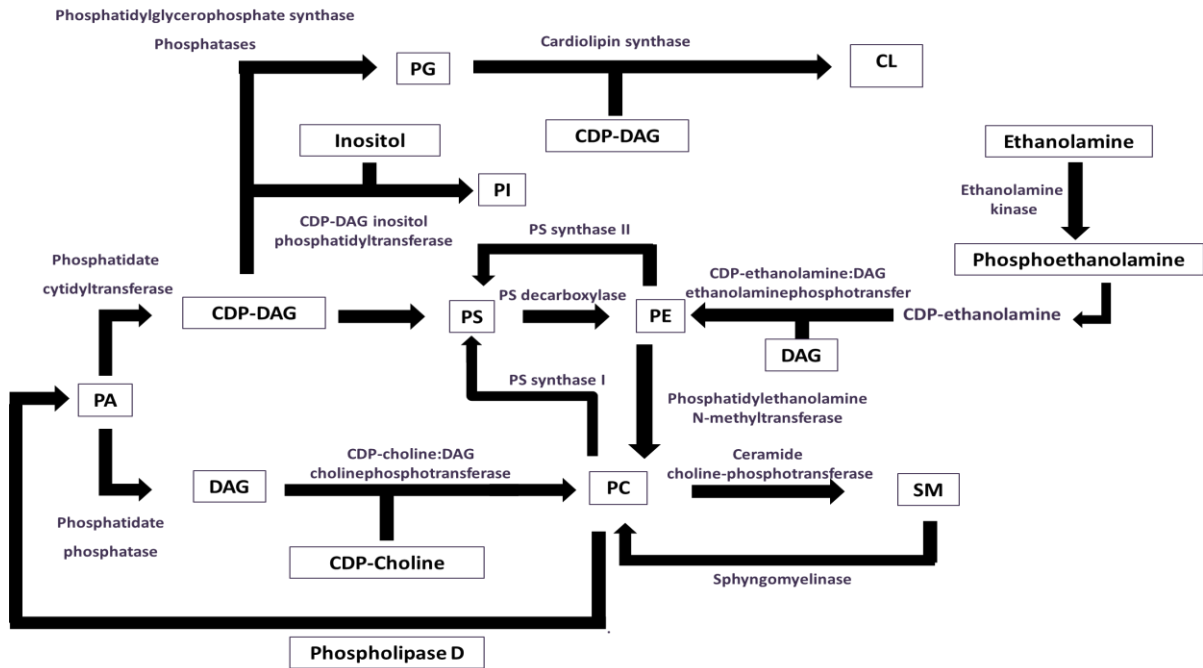 Phosphatidylglycerophosphate synthase
Phosphatases
Cardiolipin synthase
PG
CL
Inositol
CDP-DAG
Ethanolamine
PI
Ethanolamine
kinase
CDP-DAG inositol
phosphatidyltransferase
PS synthase II
Phosphoethanolamine
Phosphatidate
cytidyltransferase
CDP-ethanolamine:DAG
ethanolaminephosphotransfer
PS decarboxylase
CDP-DAG
PS
PE
CDP-ethanolamine
DAG
PA
PS synthase I
Phosphatidylethanolamine
N-methyltransferase
CDP-choline:DAG
cholinephosphotransferase
Ceramide
choline-phosphotransferase
DAG
PC
SM
Phosphatidate
phosphatase
CDP-Choline
Sphyngomyelinase
Phospholipase D